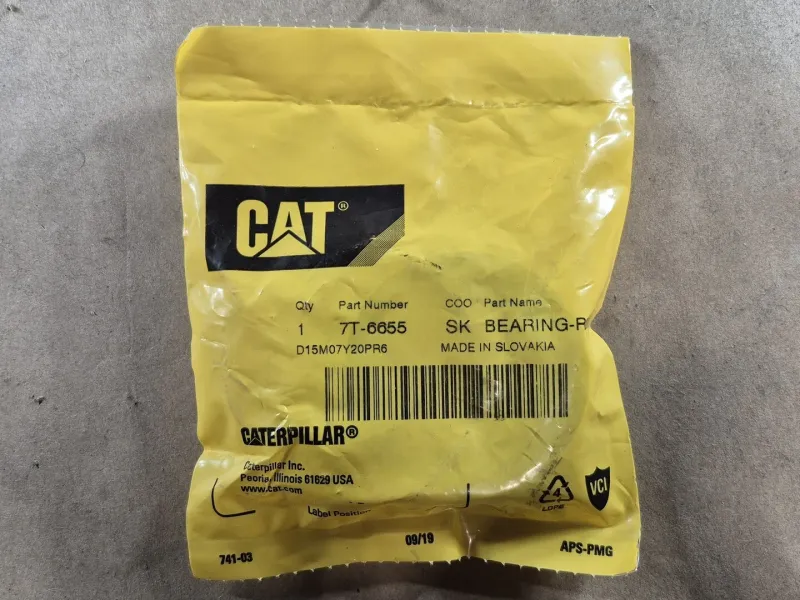 CAT®
Qty Part Number COO Part Name
1 7T-6655 SK BEARING-R
D15M07Y20PR6 MADE IN SLOVAKIA
CATERPILLAR®
Caterpillar Inc.
Peoria, Illinois 61629 USA
www.cat.com
Label Position
4
LDPE
VCI
741-03 09/19 APS-PMG